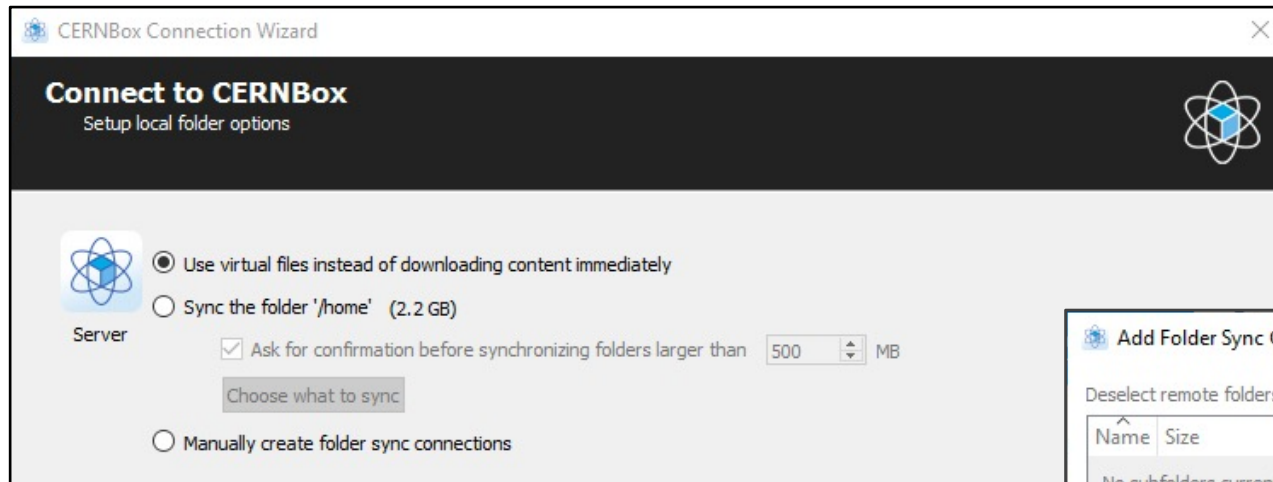 CERNBox Connection Wizard
Connect to CERNBox
Setup local folder options
Use virtual files instead of downloading content immediately
Sync the folder '/home' (2.2 GB)
Server
Ask for confirmation before synchronizing folders larger than 500 MB
Choose what to sync
Manually create folder sync connections
Add Folder Sync
Deselect remote folders
Name Size
No subfolders